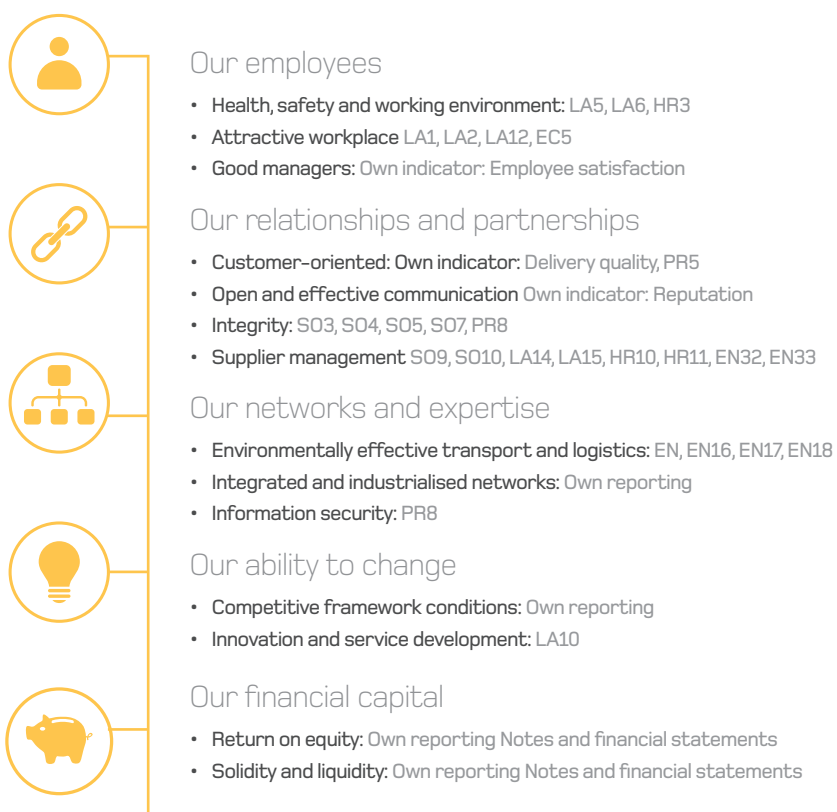 Our employees
• Health, safety and working environment: LA5, LA6, HR3
• Attractive workplace LA1, LA2, LA12, EC5
• Good managers: Own indicator: Employee satisfaction
Our relationships and partnerships
• Customer-oriented: Own indicator: Delivery quality, PR5
• Open and effective communication Own indicator: Reputation
• Integrity: SO3, SO4, SO5, SO7, PR8
• Supplier management SO9, SO10, LA14, LA15, HR10, HR11, EN32, EN33
Our networks and expertise
• Environmentally effective transport and logistics: EN, EN16, EN17, EN18
• Integrated and industrialised networks: Own reporting
• Information security: PR8
Our ability to change
• Competitive framework conditions: Own reporting
• Innovation and service development: LA10
Our financial capital
• Return on equity: Own reporting Notes and financial statements
• Solidity and liquidity: Own reporting Notes and financial statements